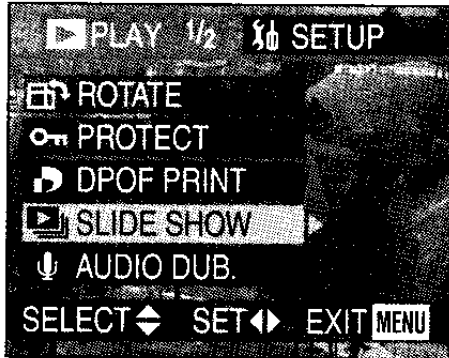 PLAY 1/2 SETUP
ROTATE
PROTECT
DPOF PRINT
SLIDE SHOW
AUDIO DUB.
SELECT SET EXIT MENU